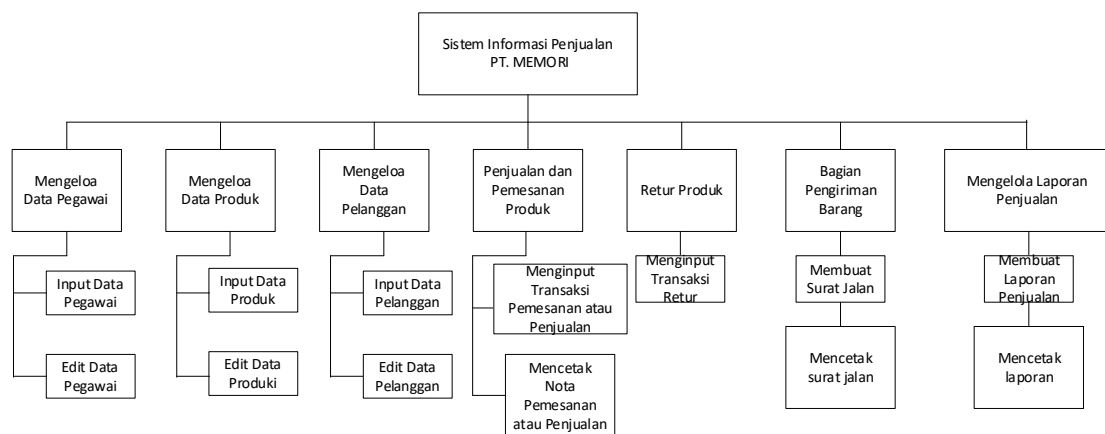 Sistem Informasi Penjualan
PT. MEMORI
Mengeloa
Data Pegawai
Mengeloa
Data Produk
Mengeloa
Data
Pelanggan
Penjualan dan
Pemesanan
Produk
Retur Produk
Bagian
Pengiriman
Barang
Mengelola Laporan
Penjualan
Input Data
Pegawai
Input Data
Produk
Input Data
Pelanggan
Menginput
Transaksi
Pemesanan atau
Penjualan
Menginput
Transaksi
Retur
Membuat
Surat Jalan
Membuat
Laporan
Penjualan
Edit Data
Pegawai
Edit Data
Produki
Edit Data
Pelanggan
Mencetak
Nota
Pemesanan
atau Penjualan
Mencetak
surat jalan
Mencetak
laporan